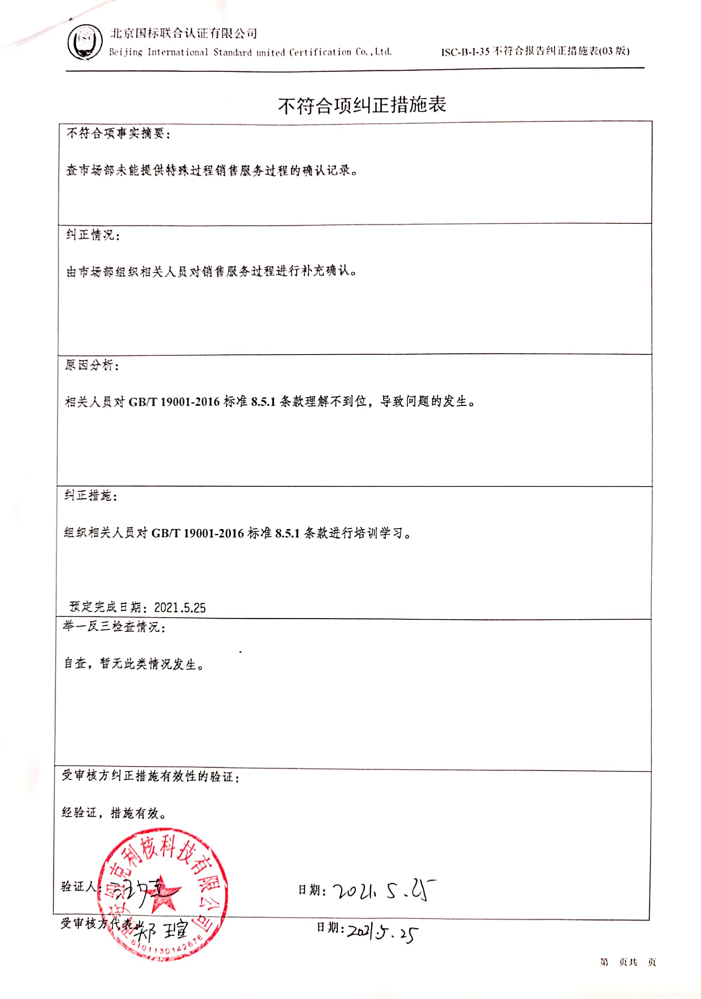 ISC
北京国标联合认证有限公司
Beijing International Standard united Certification Co.,Ltd.
ISC-B-I-35 不符合报告纠正措施表(03 版)
不符合项纠正措施表
不符合项事实摘要：
查市场部未能提供特殊过程销售服务过程的确认记录。
纠正情况：
由市场部组织相关人员对销售服务过程进行补充确认。
原因分析：
相关人员对 GB/T 19001-2016 标准 8.5.1 条款理解不到位，导致问题的发生。
纠正措施：
组织相关人员对 GB/T 19001-2016 标准 8.5.1 条款进行培训学习。
预定完成日期：2021.5.25
举一反三检查情况：
自查，暂无此类情况发生。
受审核方纠正措施有效性的验证：
经验证，措施有效。
验证人： 日期：2021.5.25
受审核方代表 郑 日期：2021.5.25
西安纽克利核科技有限公司
6101130142676
第 页共 页